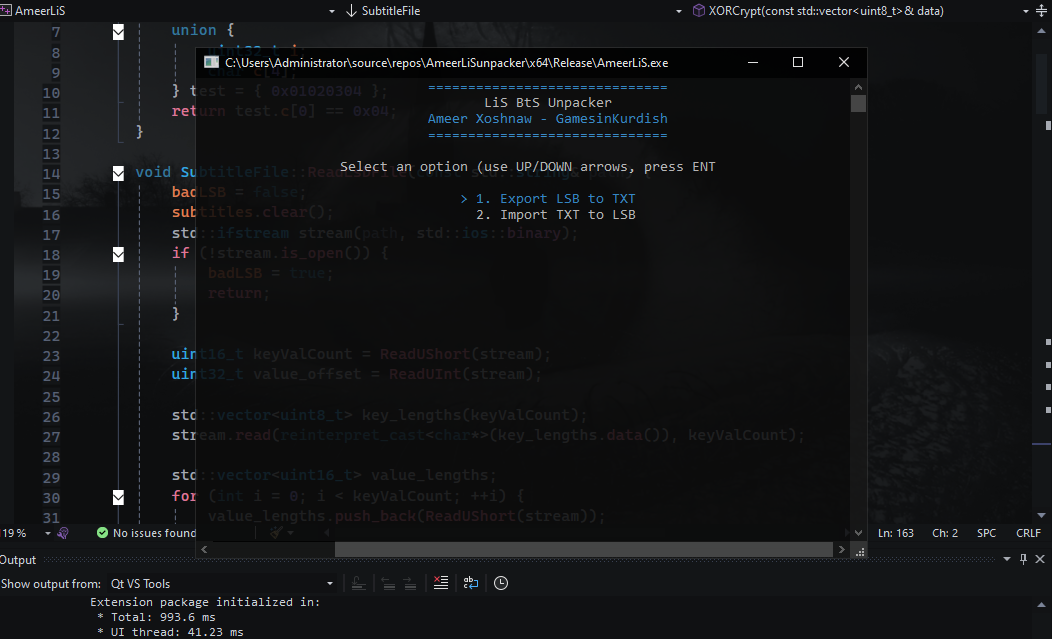 AmeerLiS
SubtitleFile
XORCrypt(const std::vector<uint8_t>& data)
7 union {
8 uint32_t i;
9 char c[4];
10 } test = { 0x01020304 };
11 return test.c[0] == 0x04;
12 }
13
14 void SubtitleFile::ReadLSBFile(
15 badLSB = false;
16 subtitles.clear();
17 std::ifstream stream(path, std::ios::binary);
18 if (!stream.is_open()) {
19 badLSB = true;
20 return;
21 }
22
23 uint16_t keyValCount = ReadUShort(stream);
24 uint32_t value_offset = ReadUInt(stream);
25
26 std::vector<uint8_t> key_lengths(keyValCount);
27 stream.read(reinterpret_cast<char*>(key_lengths.data()), keyValCount);
28
29 std::vector<uint16_t> value_lengths;
30 for (int i = 0; i < keyValCount; ++i) {
31 value_lengths.push_back(ReadUShort(stream));
C:\Users\Administrator\source\repos\AmeerLiSunpacker\x64\Release\AmeerLiS.exe
==============================
LiS BtS Unpacker
Ameer Xoshnaw - GamesinKurdish
==============================
Select an option (use UP/DOWN arrows, press ENT
> 1. Export LSB to TXT
2. Import TXT to LSB
19 %
No issues found
Ln: 163
Ch: 2
SPC
CRLF
Output
Show output from: Qt VS Tools
Extension package initialized in:
* Total: 993.6 ms
* UI thread: 41.23 ms